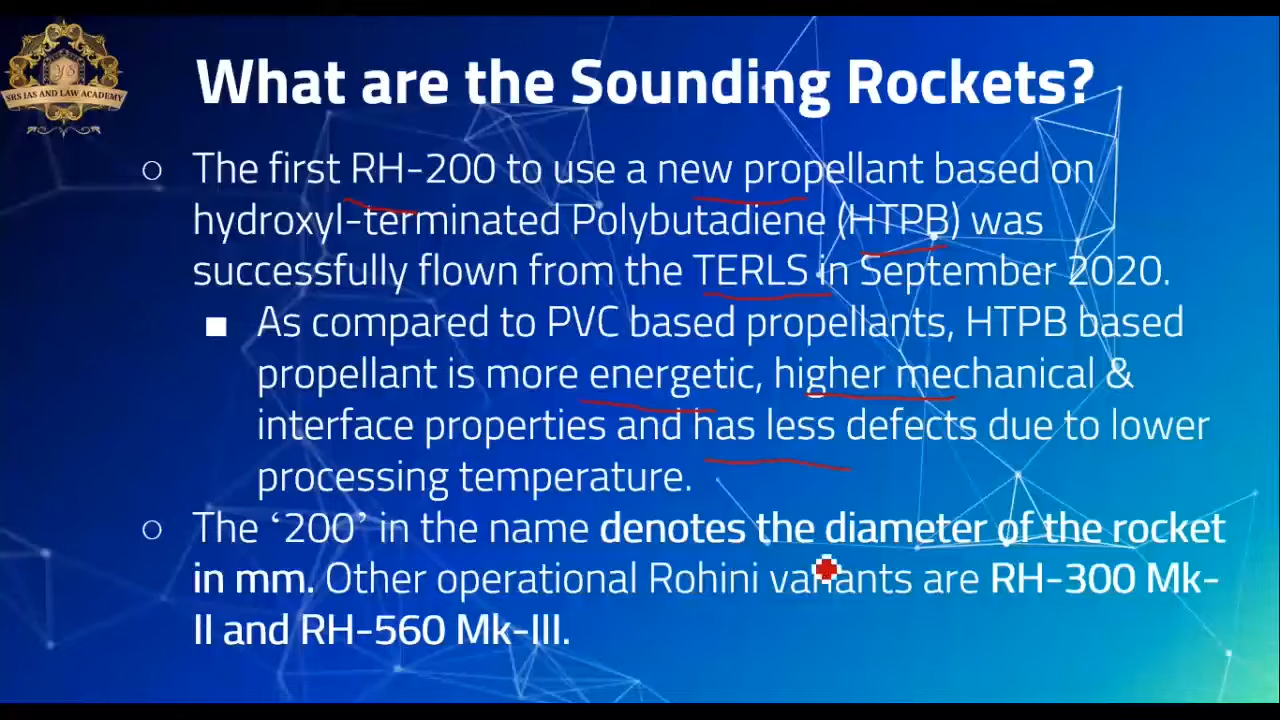 YS
SRS IAS AND LAW ACADEMY
What are the Sounding Rockets?
○ The first RH-200 to use a new propellant based on
hydroxyl-terminated Polybutadiene (HTPB) was
successfully flown from the TERLS in September 2020.
■ As compared to PVC based propellants, HTPB based
propellant is more energetic, higher mechanical &
interface properties and has less defects due to lower
processing temperature.
○ The ‘200’ in the name denotes the diameter of the rocket
in mm. Other operational Rohini variants are RH-300 Mk-
II and RH-560 Mk-III.